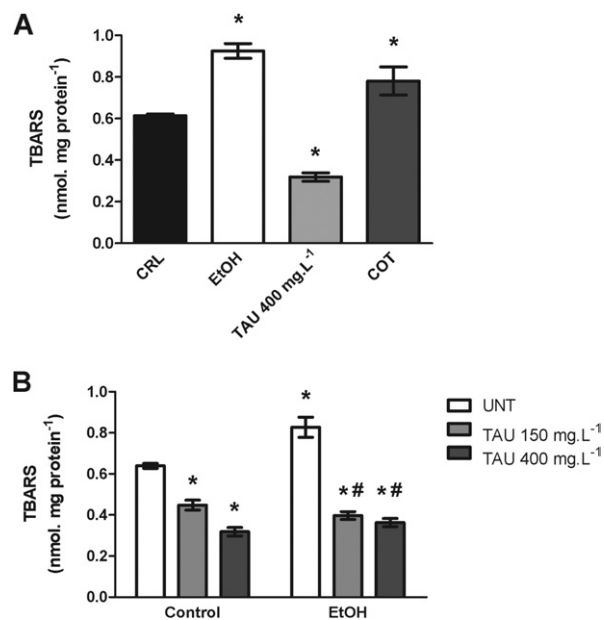 A
TBARS
(nmol. mg protein⁻¹)
1.0
0.8
0.6
0.4
0.2
0.0
*
*
*
CRL
EtOH
TAU 400 mg.L⁻¹
COT
B
TBARS
(nmol. mg protein⁻¹)
1.0
0.8
0.6
0.4
0.2
0.0
*
*
*
*#
*#
Control
EtOH
UNT
TAU 150 mg.L⁻¹
TAU 400 mg.L⁻¹